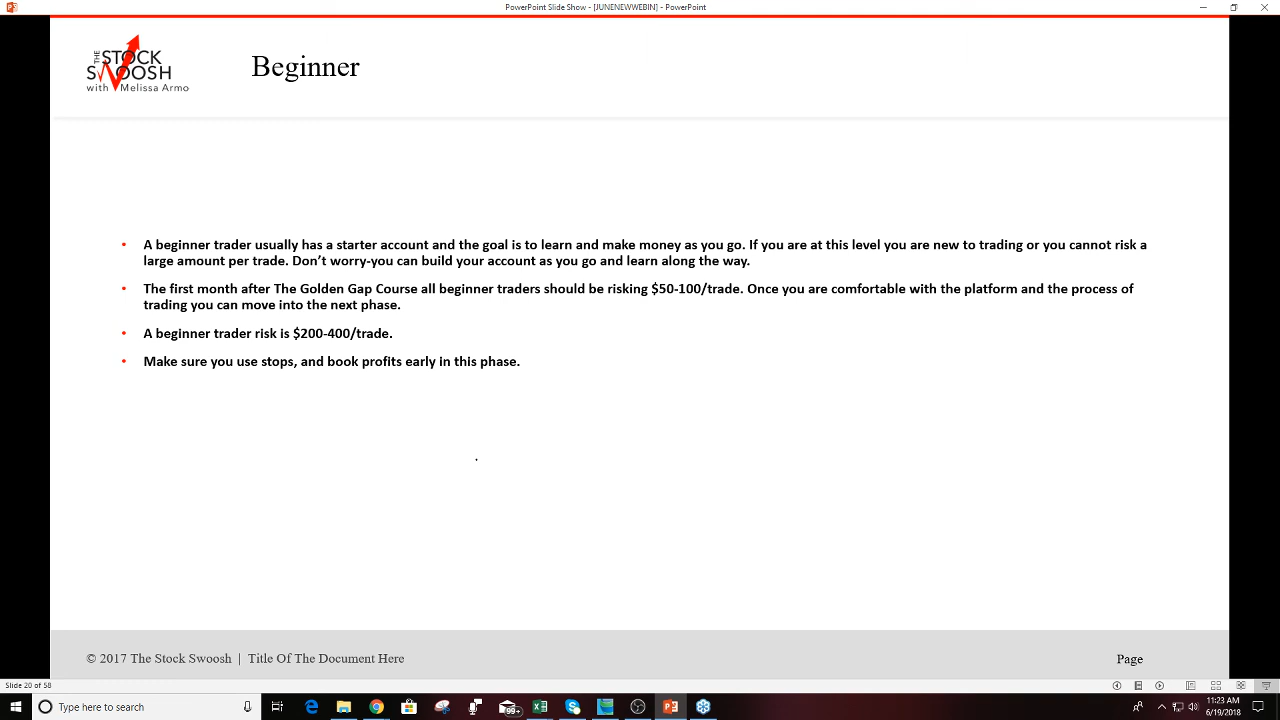 PowerPoint Slide Show - [JUNENEWWEBIN] - PowerPoint
THE STOCK
SWOOSH
with Melissa Armo
Beginner
• A beginner trader usually has a starter account and the goal is to learn and make money as you go. If you are at this level you are new to trading or you cannot risk a
large amount per trade. Don’t worry-you can build your account as you go and learn along the way.
• The first month after The Golden Gap Course all beginner traders should be risking $50-100/trade. Once you are comfortable with the platform and the process of
trading you can move into the next phase.
• A beginner trader risk is $200-400/trade.
• Make sure you use stops, and book profits early in this phase.
© 2017 The Stock Swoosh | Title Of The Document Here
Page
Slide 20 of 58
Type here to search
99+
11:23 AM
6/19/2018